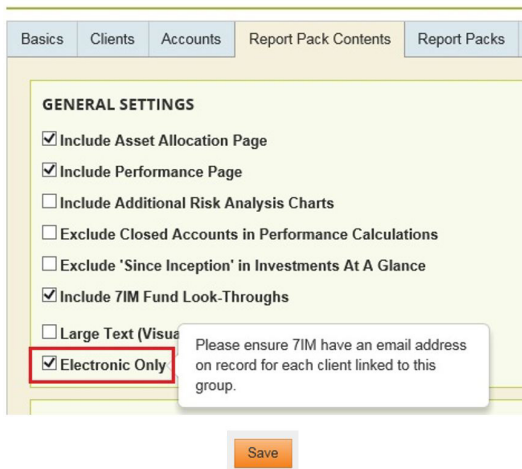 Basics Clients Accounts Report Pack Contents Report Packs
GENERAL SETTINGS
Include Asset Allocation Page
Include Performance Page
Include Additional Risk Analysis Charts
Exclude Closed Accounts in Performance Calculations
Exclude 'Since Inception' in Investments At A Glance
Include 7IM Fund Look-Throughs
Large Text (Visua
Electronic Only
Please ensure 7IM have an email address
on record for each client linked to this
group.
Save